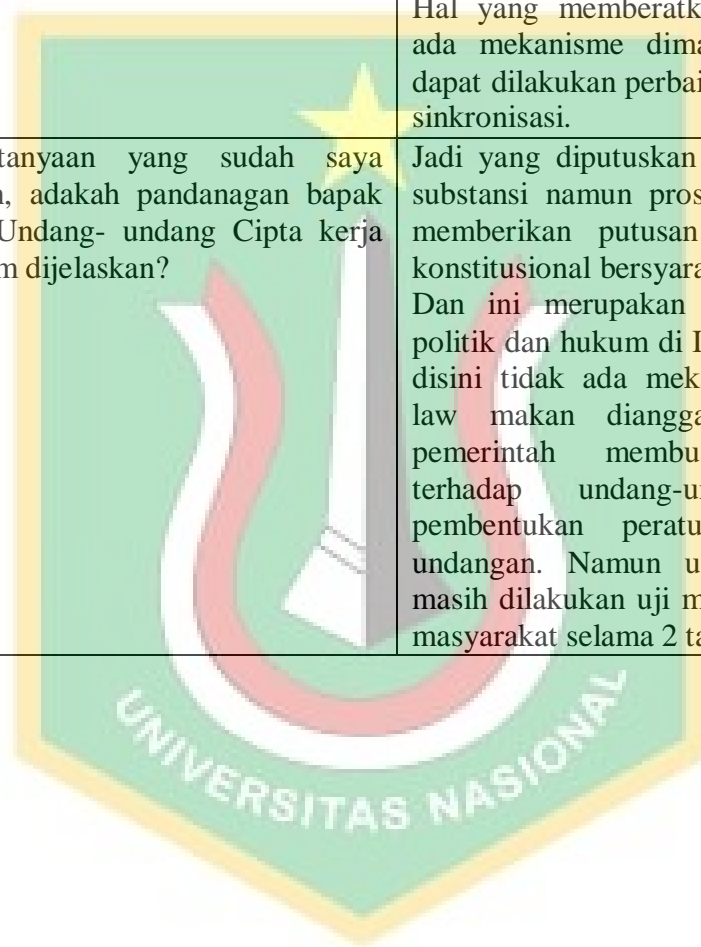 Hal yang memberatk
ada mekanisme dima
dapat dilakukan perbai
sinkronisasi.
tanyaan yang sudah saya
n, adakah pandanagan bapak
Undang- undang Cipta kerja
m dijelaskan?
Jadi yang diputuskan
substansi namun pros
memberikan putusan
konstitusional bersyara
Dan ini merupakan
politik dan hukum di I
disini tidak ada mek
law makan diangga
pemerintah membu
terhadap undang-u
pembentukan peratu
undangan. Namun u
masih dilakukan uji m
masyarakat selama 2 ta
UNIVERSITAS NASIONAL